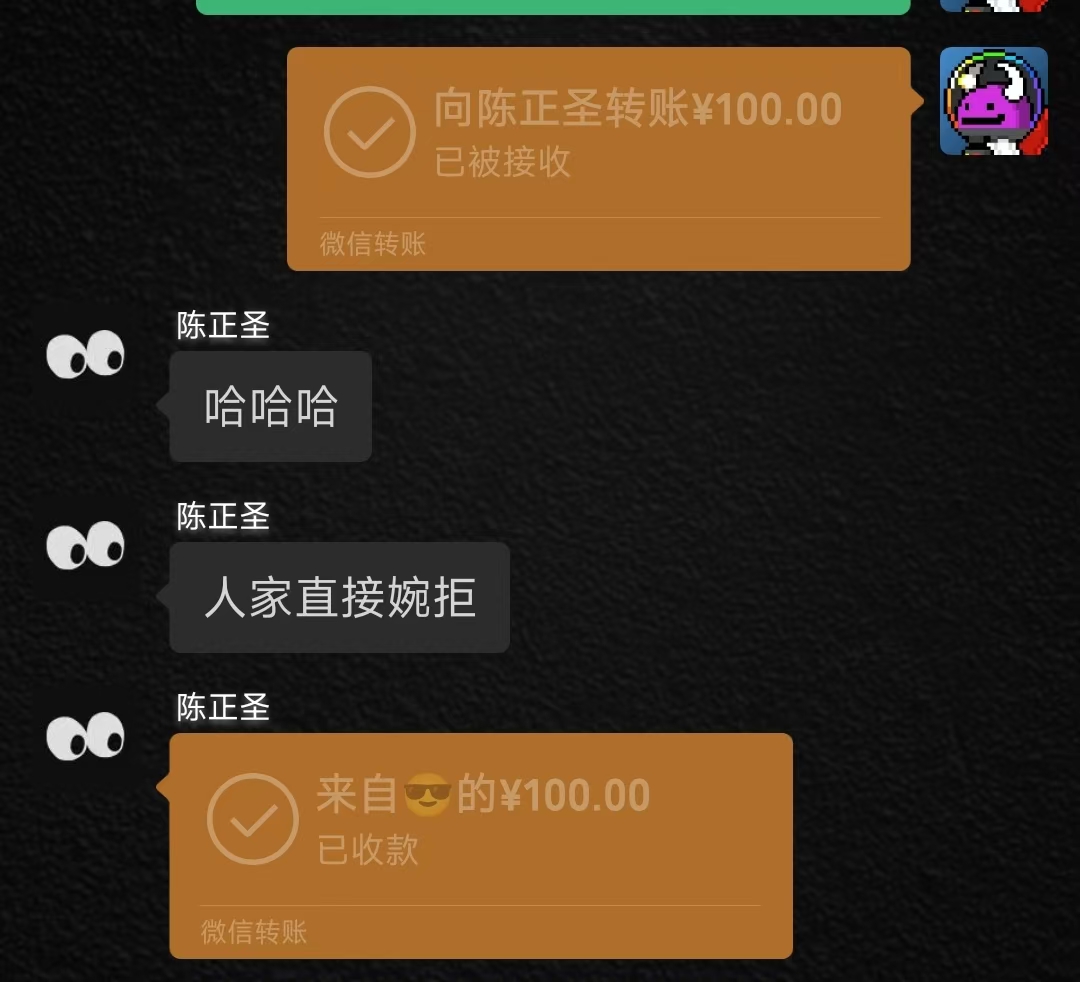 向陈正圣转账¥100.00
已被接收
微信转账
陈正圣
哈哈哈
陈正圣
人家直接婉拒
陈正圣
来自😎的¥100.00
已收款
微信转账